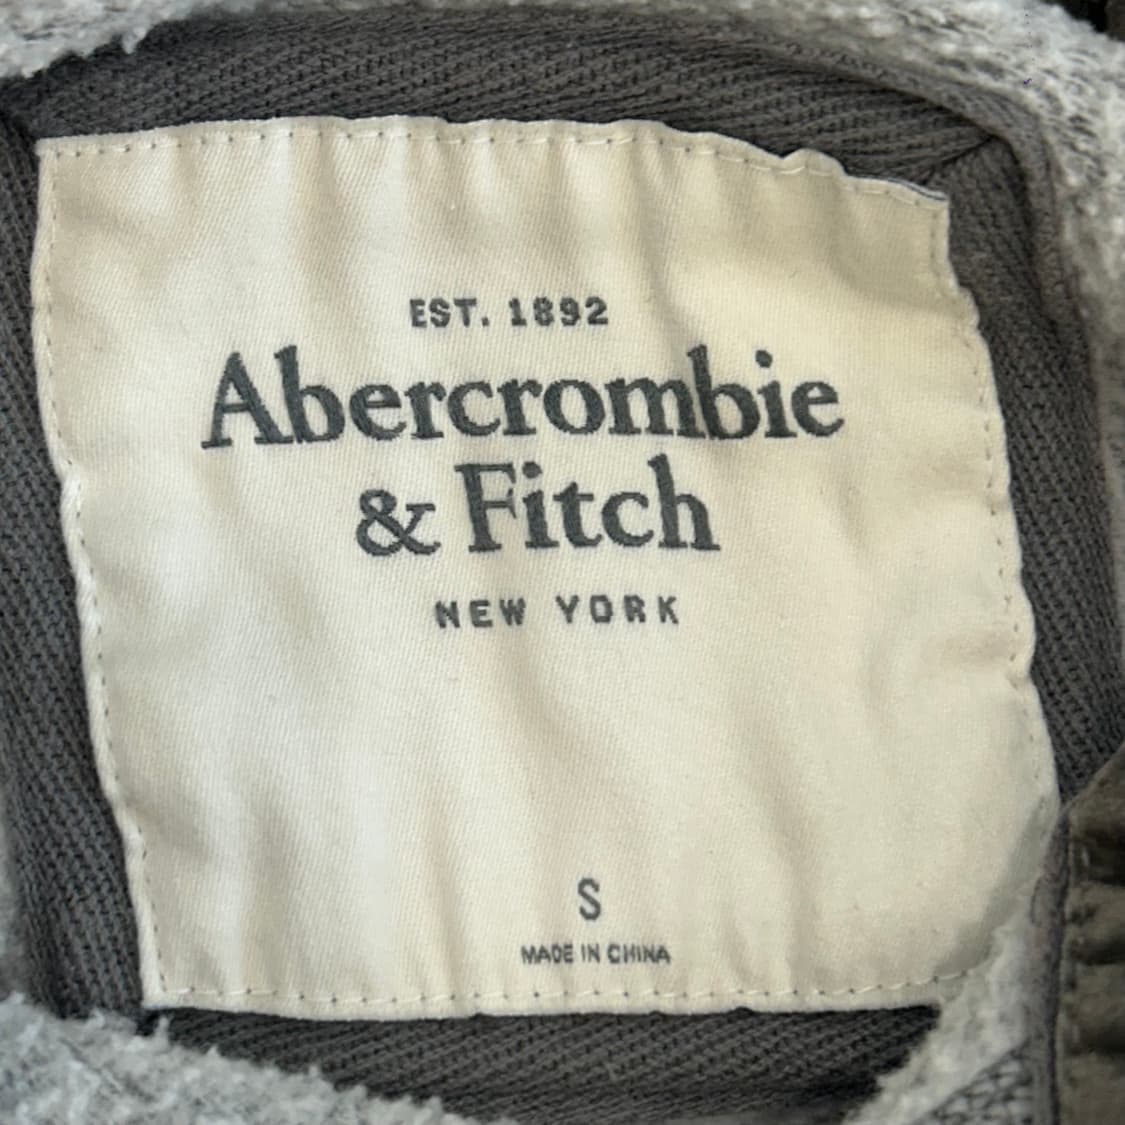 EST. 1892
Abercrombie
& Fitch
NEW YORK
S
MADE IN CHINA